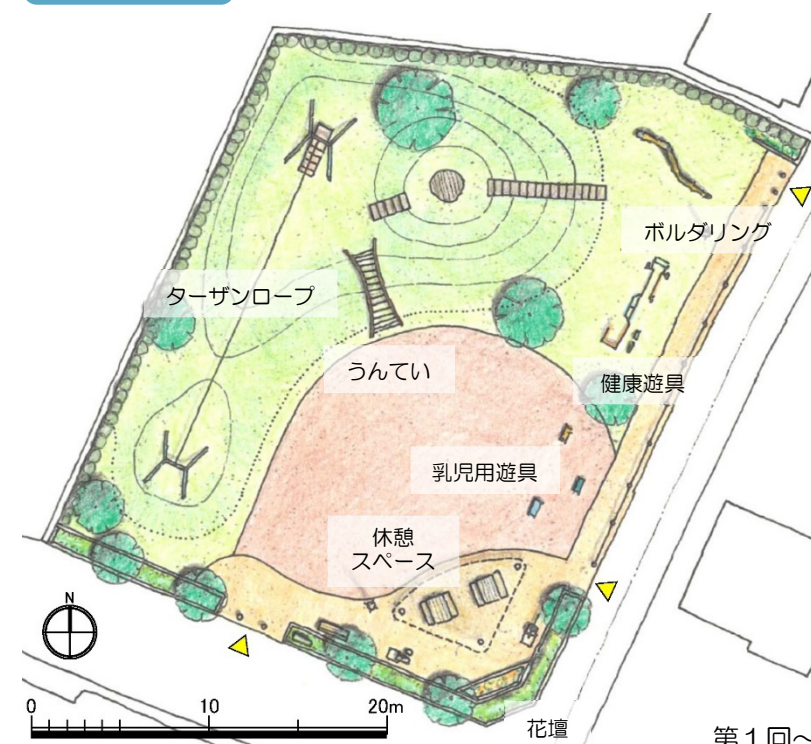 ボルダリング
ターザンロープ
うんてい
健康遊具
乳児用遊具
休憩
スペース
N
0 10 20m
花壇
第１回～